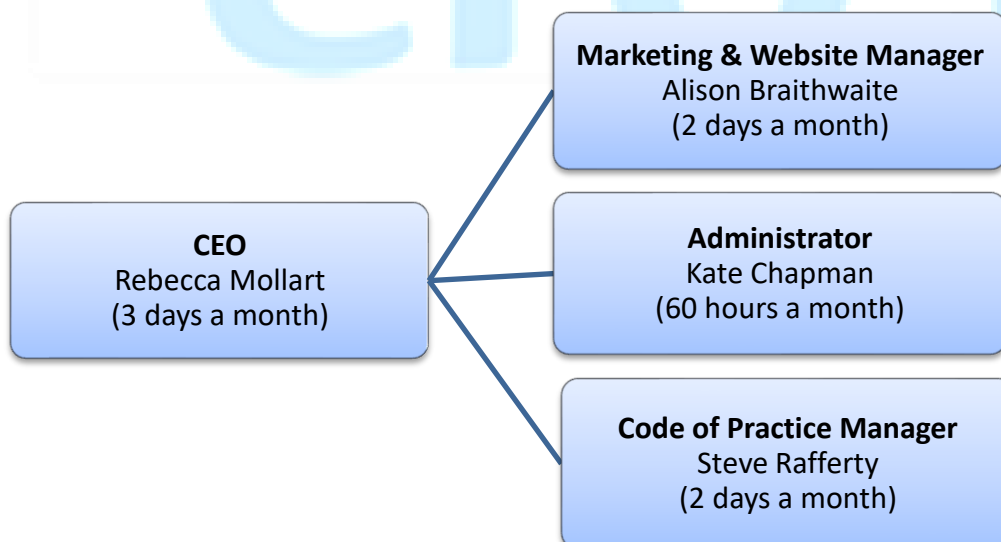 Marketing & Website Manager
Alison Braithwaite
(2 days a month)
CEO
Rebecca Mollart
(3 days a month)
Administrator
Kate Chapman
(60 hours a month)
Code of Practice Manager
Steve Rafferty
(2 days a month)